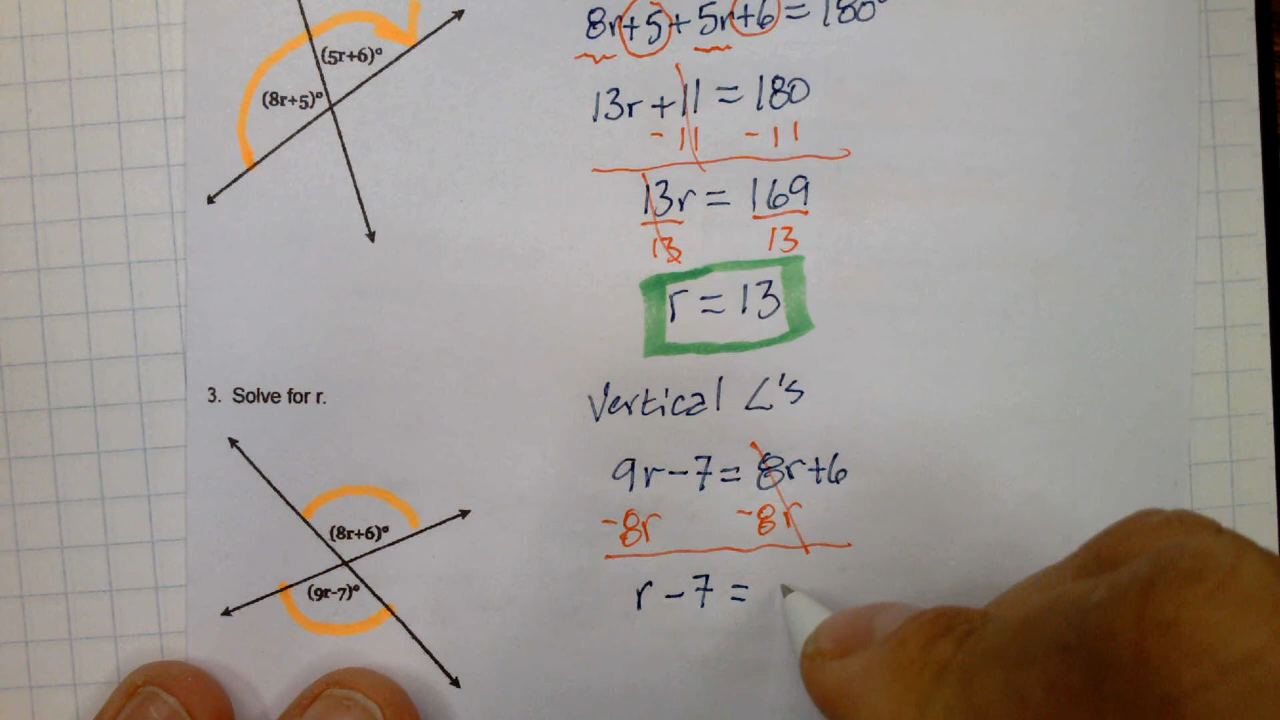 8r+5+5r+6=180°
(5r+6)°
(8r+5)°
13r+11=180
-11 -11
13r=169
13 13
r=13
3. Solve for r.
Vertical ∠'s
9r-7=8r+6
-8r -8r
r-7=
(8r+6)°
(9r-7)°